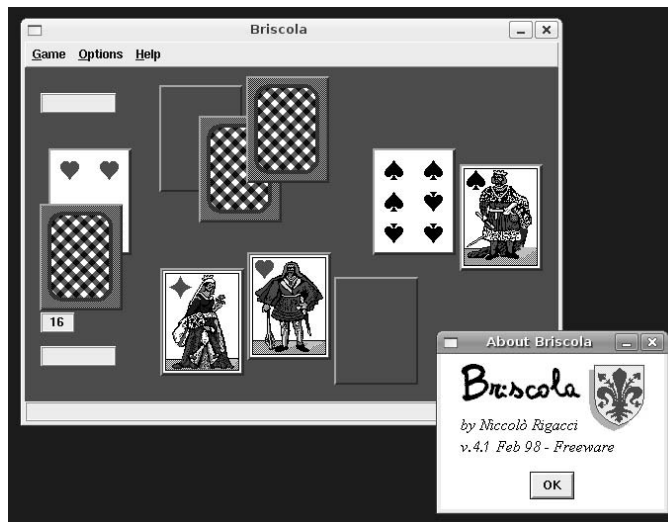 Briscola
Game Options Help
16
About Briscola
Briscola
by Niccolò Rigacci
v.4.1 Feb 98 - Freeware
OK